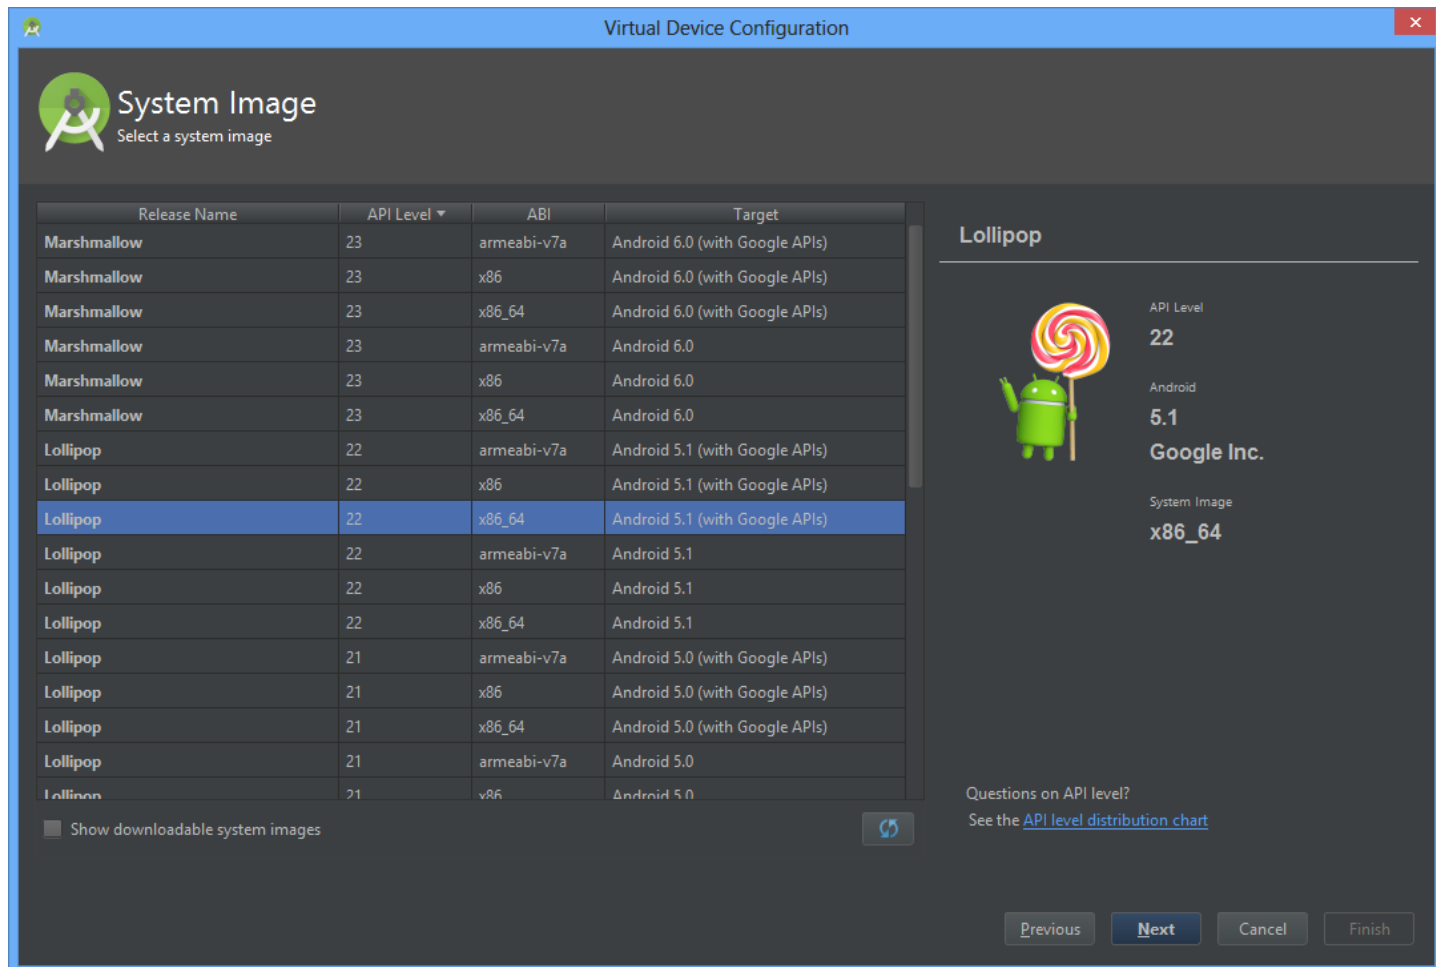 Virtual Device Configuration
System Image
Select a system image
Release Name API Level ABI Target
Marshmallow 23 armeabi-v7a Android 6.0 (with Google APIs)
Marshmallow 23 x86 Android 6.0 (with Google APIs)
Marshmallow 23 x86_64 Android 6.0 (with Google APIs)
Marshmallow 23 armeabi-v7a Android 6.0
Marshmallow 23 x86 Android 6.0
Marshmallow 23 x86_64 Android 6.0
Lollipop 22 armeabi-v7a Android 5.1 (with Google APIs)
Lollipop 22 x86 Android 5.1 (with Google APIs)
Lollipop 22 x86_64 Android 5.1 (with Google APIs)
Lollipop 22 armeabi-v7a Android 5.1
Lollipop 22 x86 Android 5.1
Lollipop 22 x86_64 Android 5.1
Lollipop 21 armeabi-v7a Android 5.0 (with Google APIs)
Lollipop 21 x86 Android 5.0 (with Google APIs)
Lollipop 21 x86_64 Android 5.0 (with Google APIs)
Lollipop 21 armeabi-v7a Android 5.0
Lollipop 21 x86 Android 5.0
Show downloadable system images
Lollipop
API Level
22
Android
5.1
Google Inc.
System Image
x86_64
Questions on API level?
See the API level distribution chart
Previous Next Cancel Finish